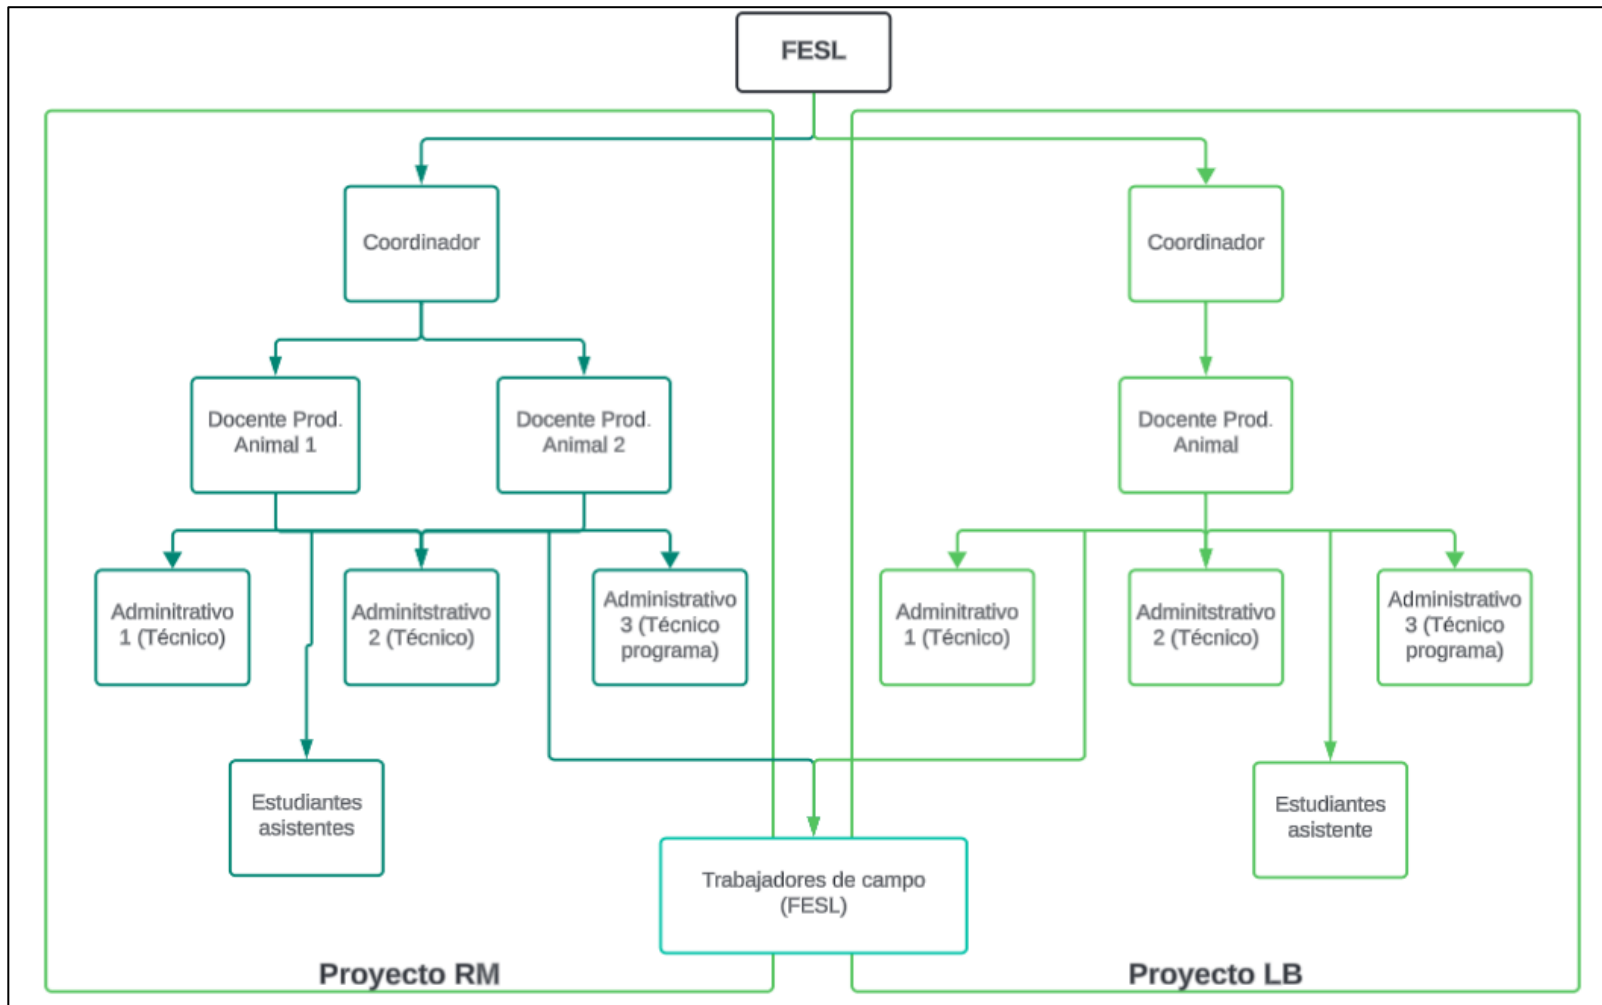 FESL
Coordinador
Coordinador
Docente Prod.
Animal 1
Docente Prod.
Animal 2
Docente Prod.
Animal
Adminitrativo
1 (Técnico)
Adminitstrativo
2 (Técnico)
Administrativo
3 (Técnico
programa)
Adminitrativo
1 (Técnico)
Adminitstrativo
2 (Técnico)
Administrativo
3 (Técnico
programa)
Estudiantes
asistentes
Estudiantes
asistente
Trabajadores de campo
(FESL)
Proyecto RM
Proyecto LB